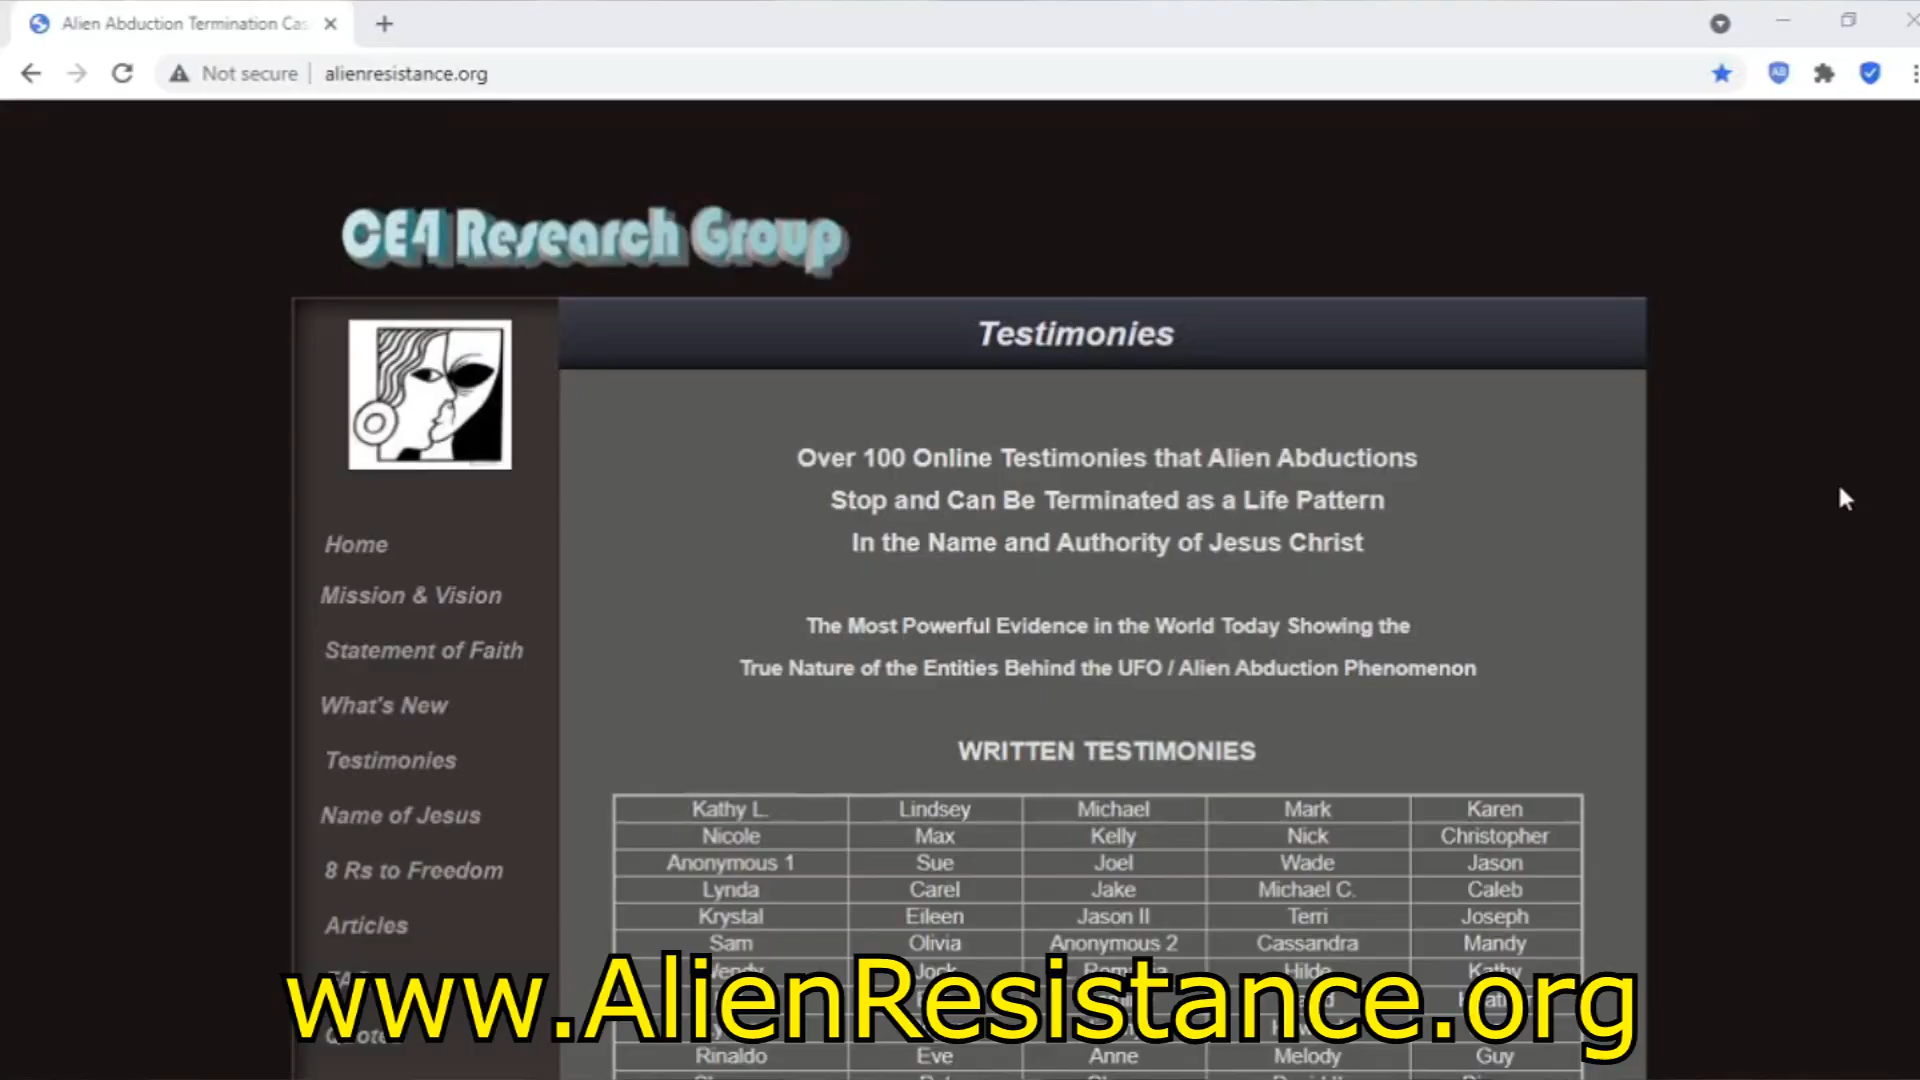 Alien Abduction Termination Cas
Not secure
alienresistance.org
CE4 Research Group
Testimonies
Over 100 Online Testimonies that Alien Abductions
Stop and Can Be Terminated as a Life Pattern
In the Name and Authority of Jesus Christ
The Most Powerful Evidence in the World Today Showing the
True Nature of the Entities Behind the UFO / Alien Abduction Phenomenon
Home
Mission & Vision
Statement of Faith
What's New
Testimonies
Name of Jesus
8 Rs to Freedom
Articles
WRITTEN TESTIMONIES
Kathy L. Lindsey Michael Mark Karen
Nicole Max Kelly Nick Christopher
Anonymous 1 Sue Joel Wade Jason
Lynda Carel Jake Michael C. Caleb
Krystal Eileen Jason II Terri Joseph
Sam Olivia Anonymous 2 Cassandra Mandy
Wendy Jock Hilde Kathy
www.AlienResistance.org
Rinaldo Eve Anne Melody Guy